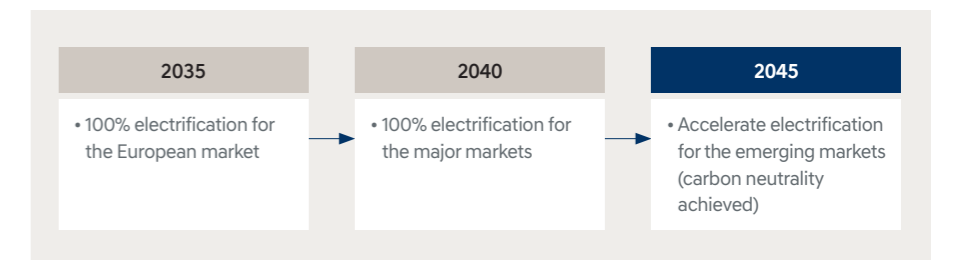 2035
• 100% electrification for
the European market
2040
• 100% electrification for
the major markets
2045
• Accelerate electrification
for the emerging markets
(carbon neutrality
achieved)